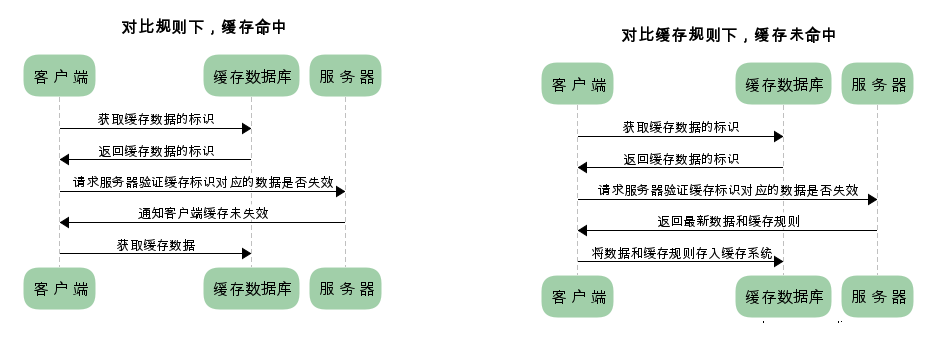 对比规则下，缓存命中
客户端
缓存数据库
服务器
获取缓存数据的标识
返回缓存数据的标识
请求服务器验证缓存标识对应的数据是否失效
通知客户端缓存未失效
获取缓存数据
客户端
缓存数据库
服务器
对比缓存规则下，缓存未命中
客户端
缓存数据库
服务器
获取缓存数据的标识
返回缓存数据的标识
请求服务器验证缓存标识对应的数据是否失效
返回最新数据和缓存规则
将数据和缓存规则存入缓存系统
客户端
缓存数据库
服务器